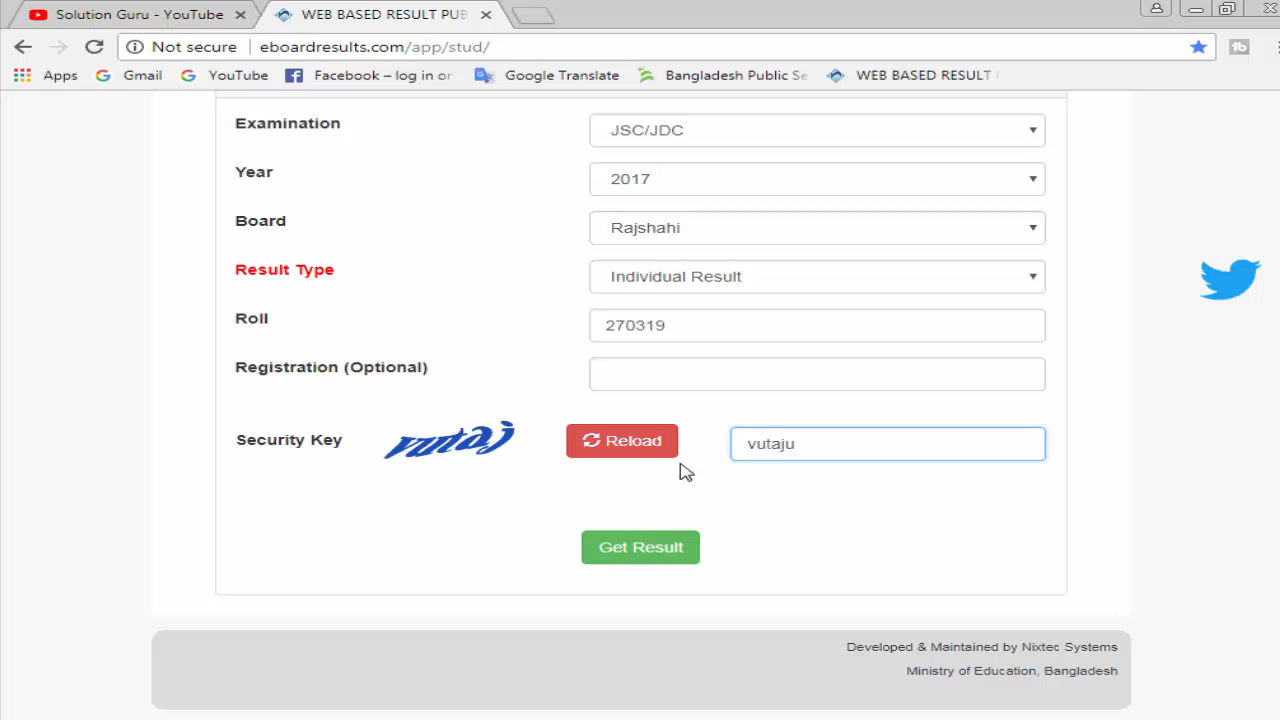 Solution Guru - YouTube
WEB BASED RESULT PUB
Not secure
eboardresults.com/app/stud/
Apps
Gmail
YouTube
Facebook – log in or
Google Translate
Bangladesh Public Se
WEB BASED RESULT
Examination
JSC/JDC
Year
2017
Board
Rajshahi
Result Type
Individual Result
Roll
270319
Registration (Optional)
Security Key
vutaj
Reload
vutaju
Get Result
Developed & Maintained by Nixtec Systems
Ministry of Education, Bangladesh